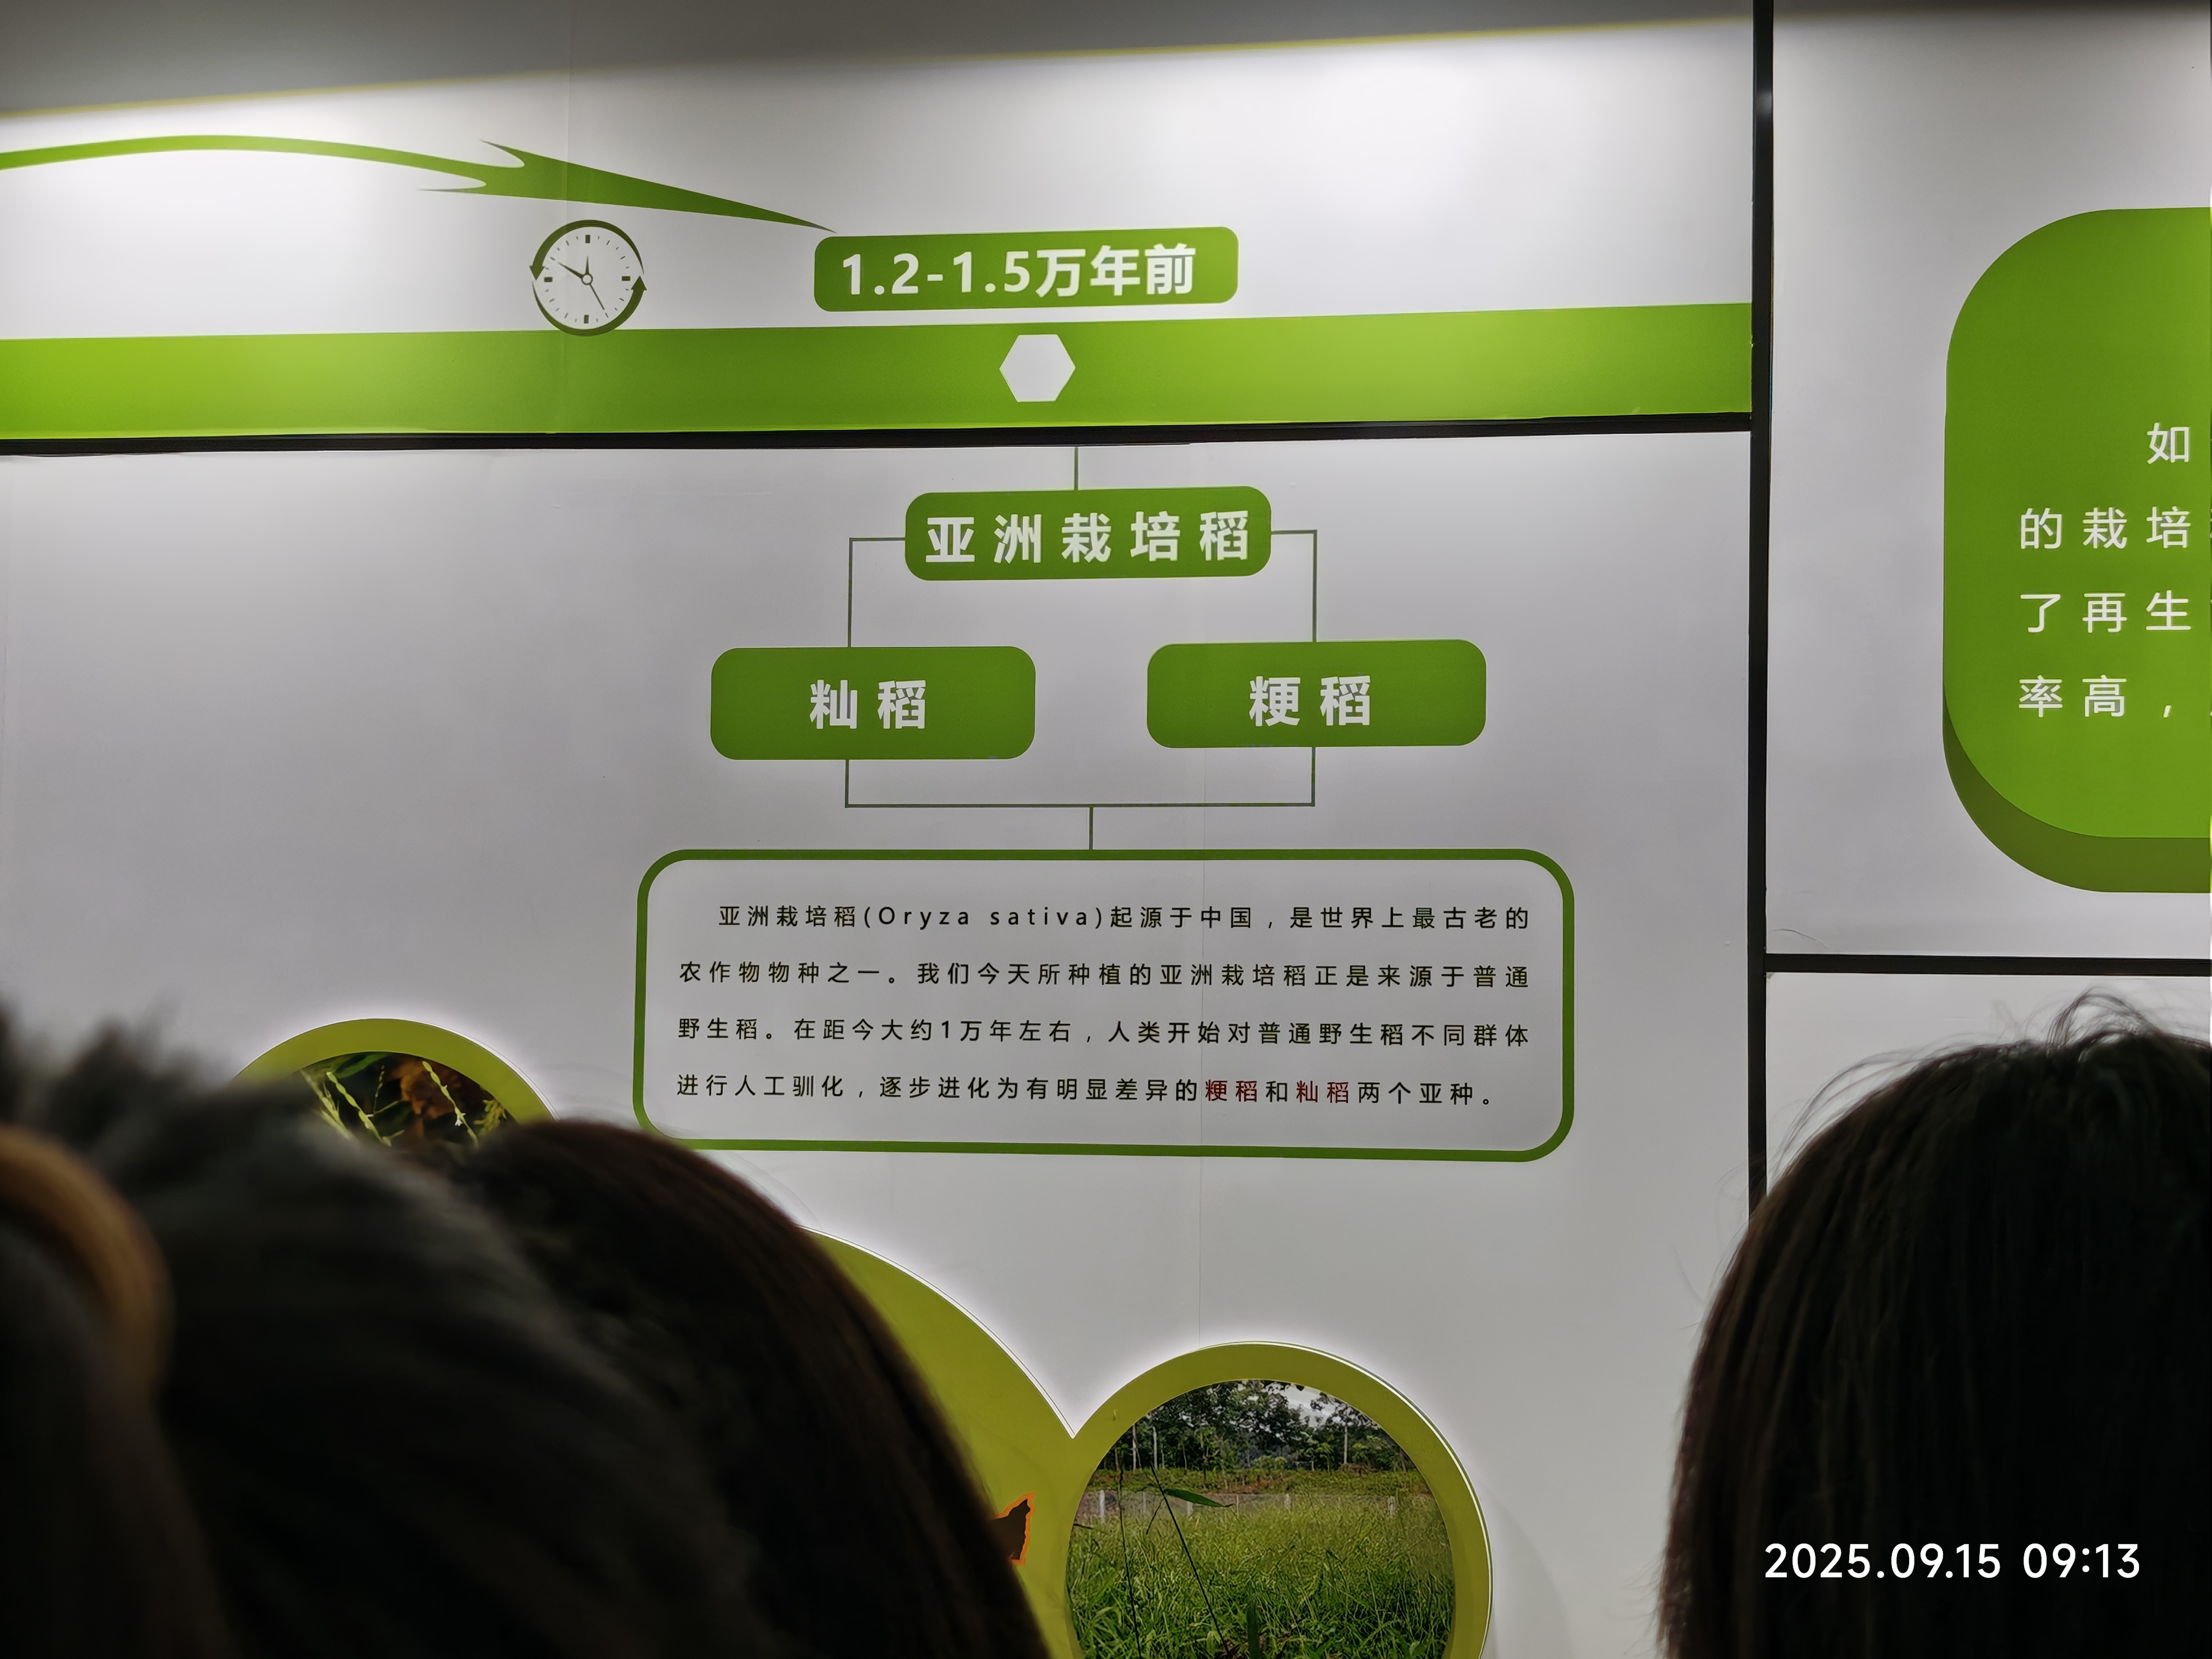 1.2-1.5万年前
亚洲栽培稻
籼稻
粳稻
亚洲栽培稻(Oryza sativa)起源于中国，是世界上最古老的
农作物物种之一。我们今天所种植的亚洲栽培稻正是来源于普通
野生稻。在距今大约1万年左右，人类开始对普通野生稻不同群体
进行人工驯化，逐步进化为有明显差异的粳稻和籼稻两个亚种。
如
的栽培
了再生
率高，
2025.09.15 09:13